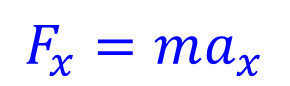 Fₓ = maₓ